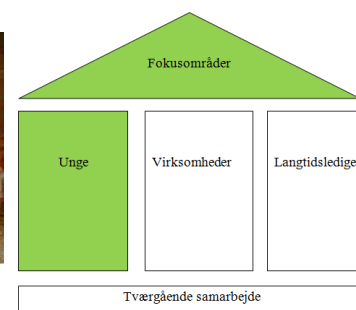 Fokusområder
Unge
Virksomheder
Langtidsledige
Tværgående samarbejde